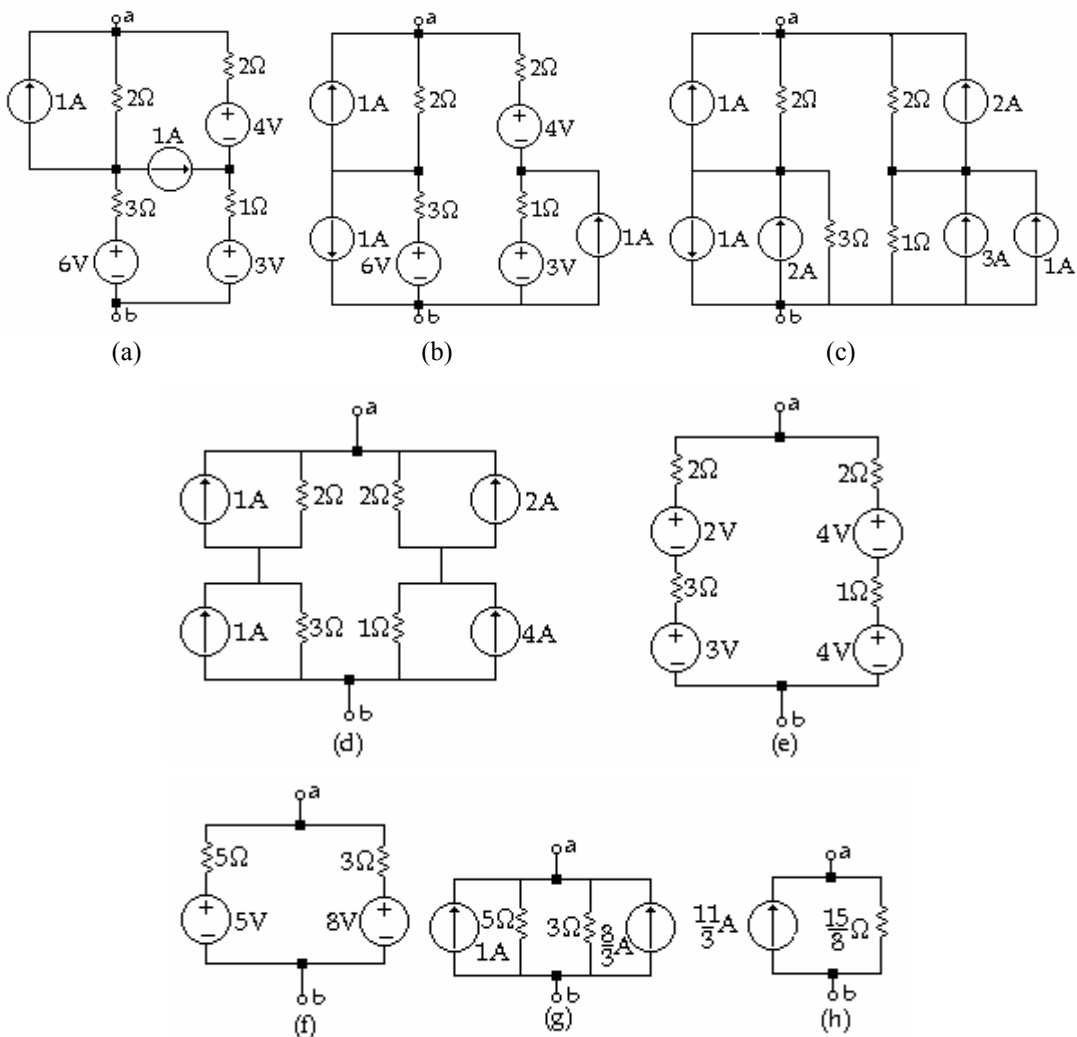 a a a
2Ω 2Ω
1A 2Ω 1A 2Ω 1A 2Ω 2Ω 2A
1A 4V 4V
3Ω 1Ω 3Ω 1Ω 3Ω 1Ω
1A 1A 1A
6V 3V 6V 3V 2A 3A 1A
b b b
(a) (b) (c)
a a
2Ω 2Ω
1A 2Ω 2Ω 2A
2V 4V
3Ω 1Ω
1A 3Ω 1Ω 4A
3V 4V
b b
(d) (e)
a
a a
5Ω 3Ω
5V 8V
5Ω 3Ω 8/3A 11/3A 15/8Ω
1A
b b b
(f) (g) (h)